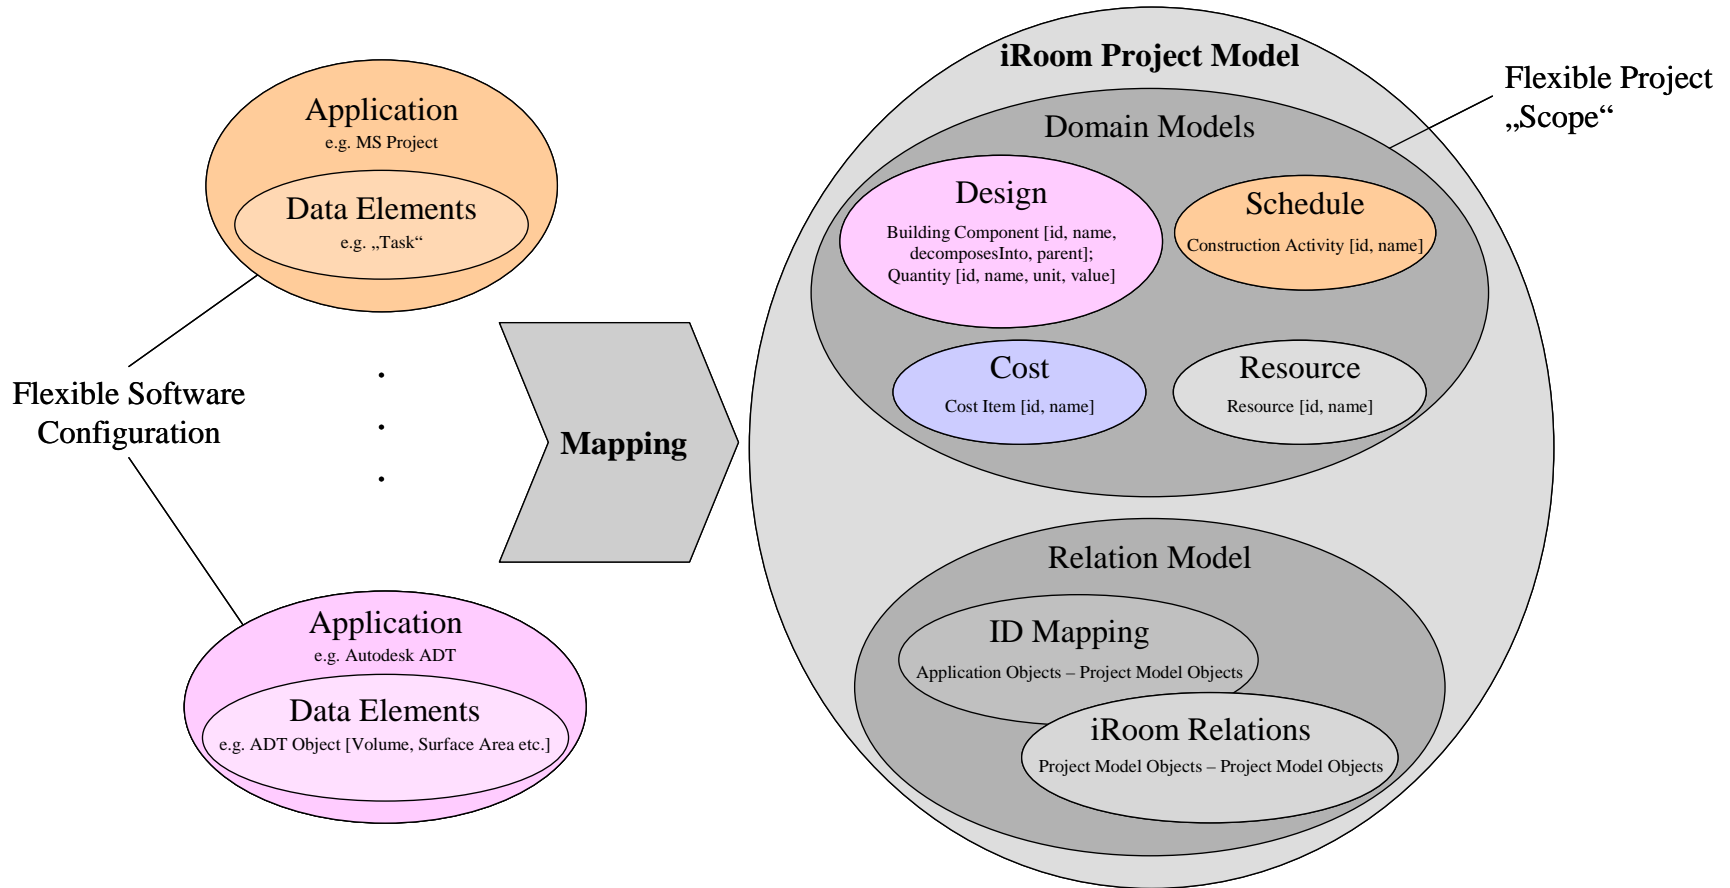 Application
e.g. MS Project
Data Elements
e.g. „Task“
Flexible Software
Configuration
.
.
.
Application
e.g. Autodesk ADT
Data Elements
e.g. ADT Object [Volume, Surface Area etc.]
Mapping
iRoom Project Model
Flexible Project
„Scope“
Domain Models
Design
Building Component [id, name,
decomposesInto, parent];
Quantity [id, name, unit, value]
Schedule
Construction Activity [id, name]
Cost
Cost Item [id, name]
Resource
Resource [id, name]
Relation Model
ID Mapping
Application Objects – Project Model Objects
iRoom Relations
Project Model Objects – Project Model Objects